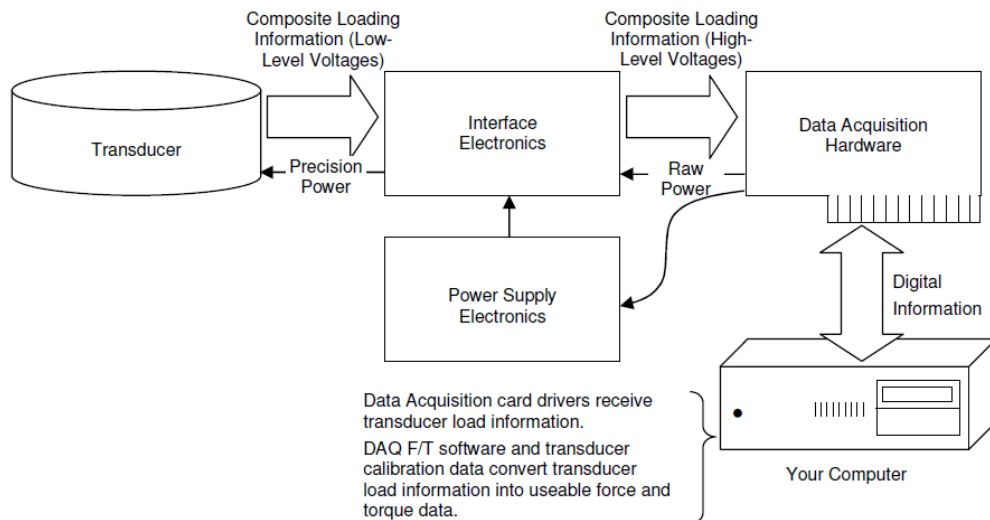 Composite Loading
Information (Low-
Level Voltages)
Composite Loading
Information (High-
Level Voltages)
Transducer
Interface
Electronics
Data Acquisition
Hardware
Precision
Power
Raw
Power
Power Supply
Electronics
Digital
Information
Data Acquisition card drivers receive
transducer load information.
DAQ F/T software and transducer
calibration data convert transducer
load information into useable force and
torque data.
Your Computer